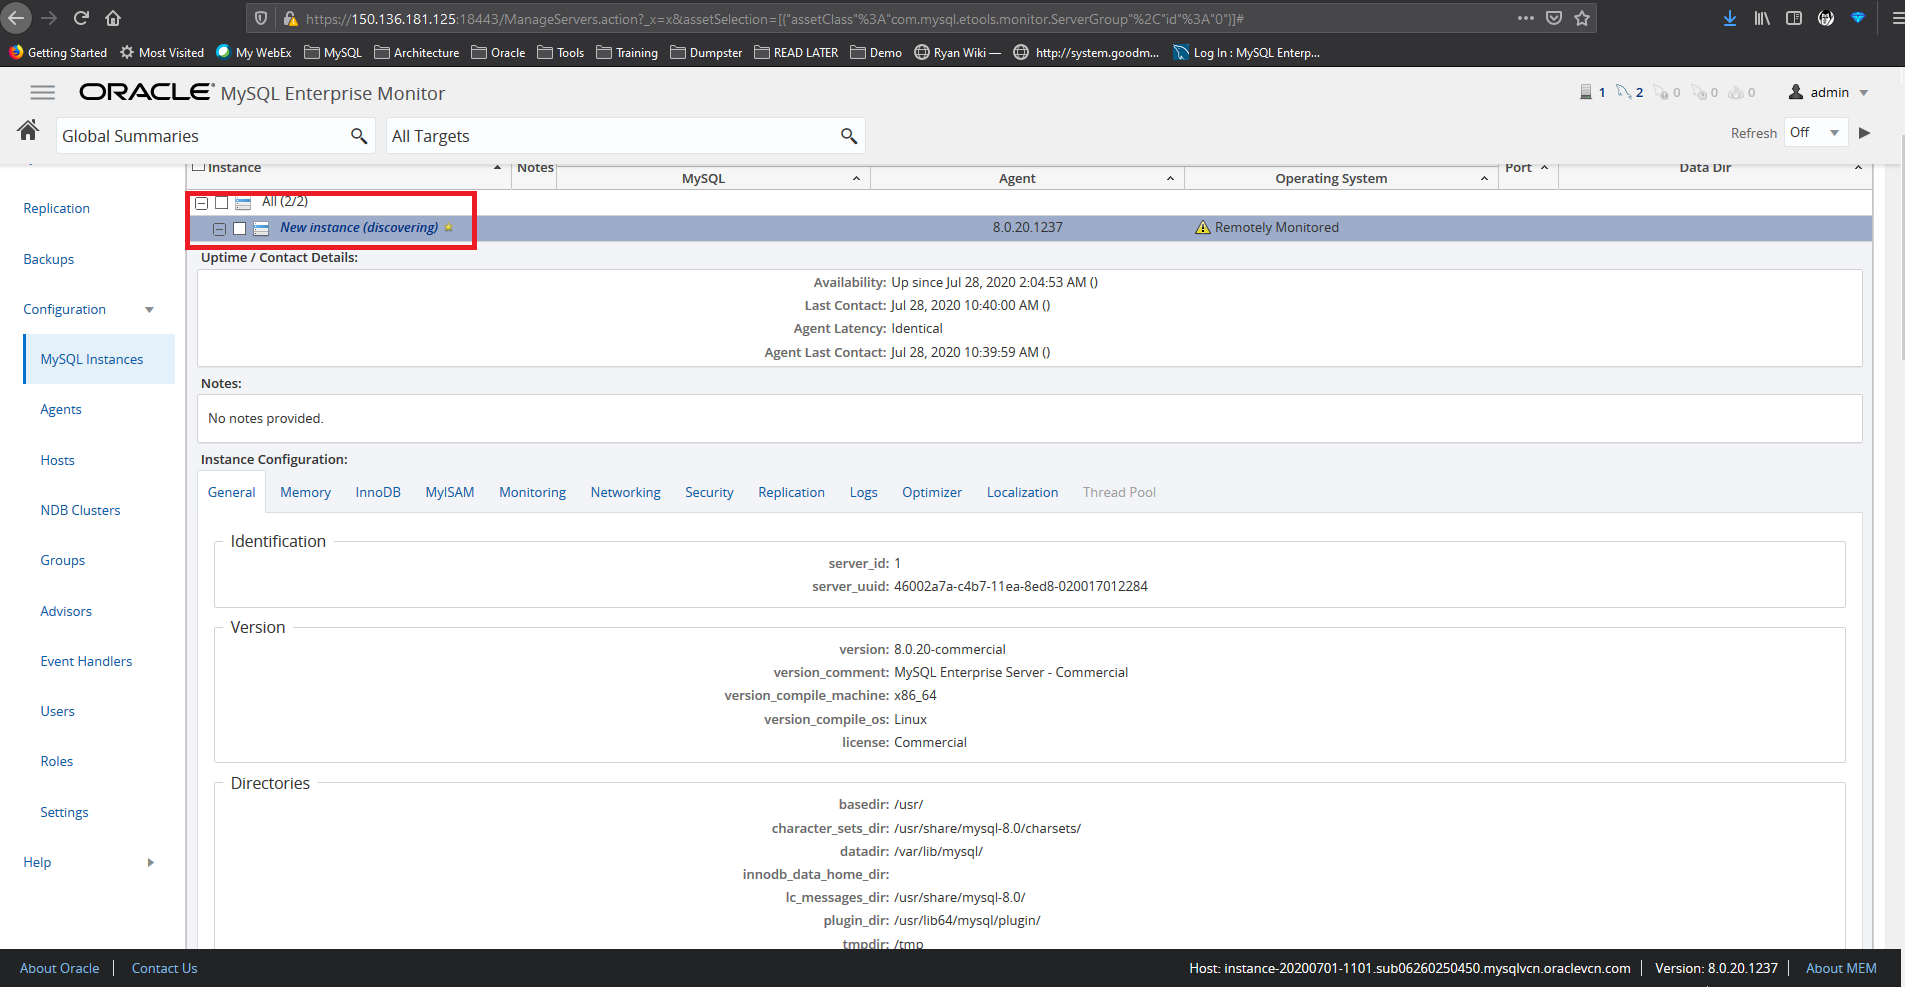 https://150.136.181.125:18443/ManageServers.action?_x=x&assetSelection=[{"assetClass"%3A"com.mysql.etools.monitor.ServerGroup"%2C"id"%3A"0"}]#
Getting Started Most Visited My WebEx MySQL Architecture Oracle Tools Training Dumpster READ LATER Demo Ryan Wiki — http://system.goodm... Log In : MySQL Enterp...
ORACLE MySQL Enterprise Monitor
1 2 0 0 0 admin
Global Summaries All Targets Refresh Off
Instance Notes MySQL Agent Operating System Port Data Dir
All (2/2)
New instance (discovering) 8.0.20.1237 Remotely Monitored
Replication
Backups
Configuration
MySQL Instances
Agents
Hosts
NDB Clusters
Groups
Advisors
Event Handlers
Users
Roles
Settings
Help
Uptime / Contact Details:
Availability: Up since Jul 28, 2020 2:04:53 AM ()
Last Contact: Jul 28, 2020 10:40:00 AM ()
Agent Latency: Identical
Agent Last Contact: Jul 28, 2020 10:39:59 AM ()
Notes:
No notes provided.
Instance Configuration:
General Memory InnoDB MyISAM Monitoring Networking Security Replication Logs Optimizer Localization Thread Pool
Identification
server_id: 1
server_uuid: 46002a7a-c4b7-11ea-8ed8-020017012284
Version
version: 8.0.20-commercial
version_comment: MySQL Enterprise Server - Commercial
version_compile_machine: x86_64
version_compile_os: Linux
license: Commercial
Directories
basedir: /usr/
character_sets_dir: /usr/share/mysql-8.0/charsets/
datadir: /var/lib/mysql/
innodb_data_home_dir:
lc_messages_dir: /usr/share/mysql-8.0/
plugin_dir: /usr/lib64/mysql/plugin/
tmpdir: /tmp
About Oracle Contact Us Host: instance-20200701-1101.sub06260250450.mysqlvcn.oraclevcn.com Version: 8.0.20.1237 About MEM